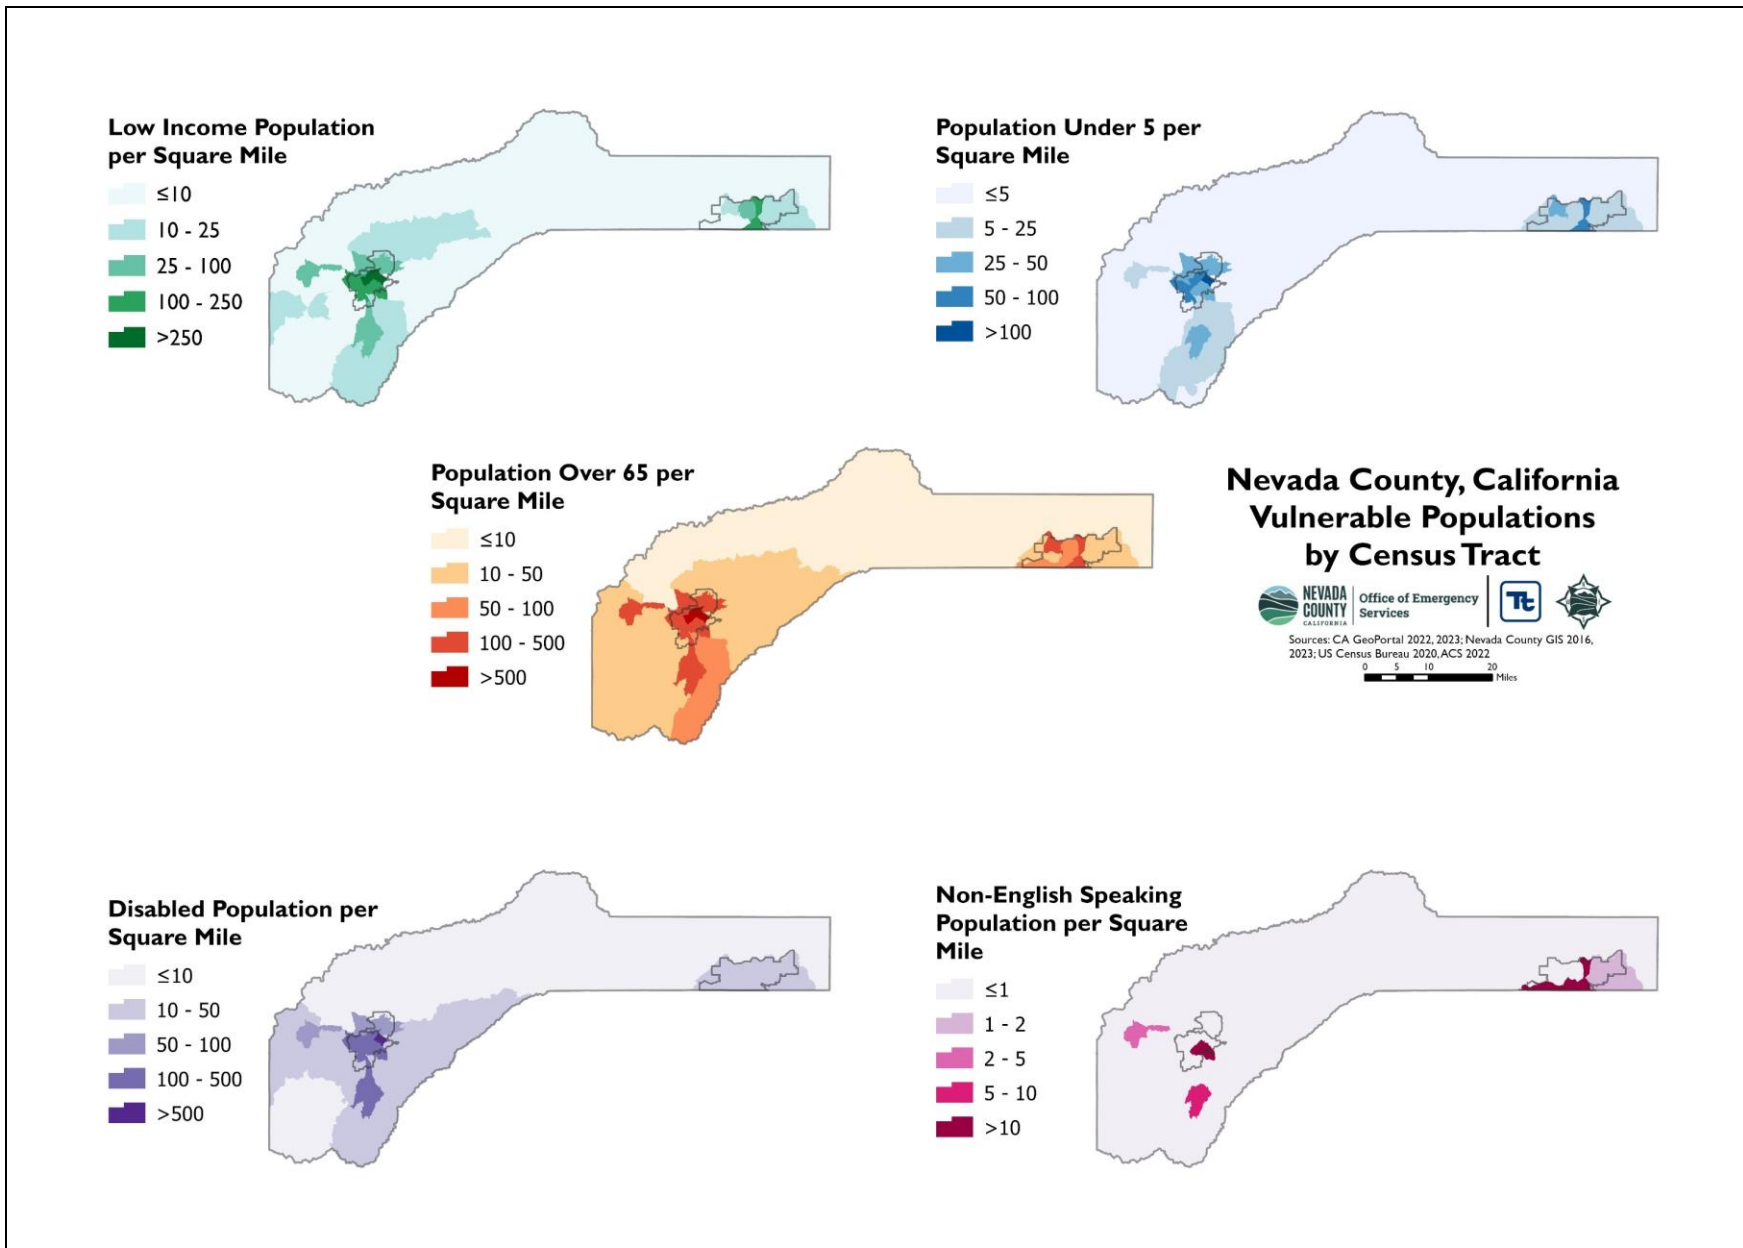 Low Income Population
per Square Mile
≤10
10 - 25
25 - 100
100 - 250
>250
Population Under 5 per
Square Mile
≤5
5 - 25
25 - 50
50 - 100
>100
Population Over 65 per
Square Mile
≤10
10 - 50
50 - 100
100 - 500
>500
Nevada County, California
Vulnerable Populations
by Census Tract
NEVADA
COUNTY
CALIFORNIA
Office of Emergency
Services
Tt
Sources: CA GeoPortal 2022, 2023; Nevada County GIS 2016,
2023; US Census Bureau 2020, ACS 2022
0 5 10 20
Miles
Disabled Population per
Square Mile
≤10
10 - 50
50 - 100
100 - 500
>500
Non-English Speaking
Population per Square
Mile
≤1
1 - 2
2 - 5
5 - 10
>10